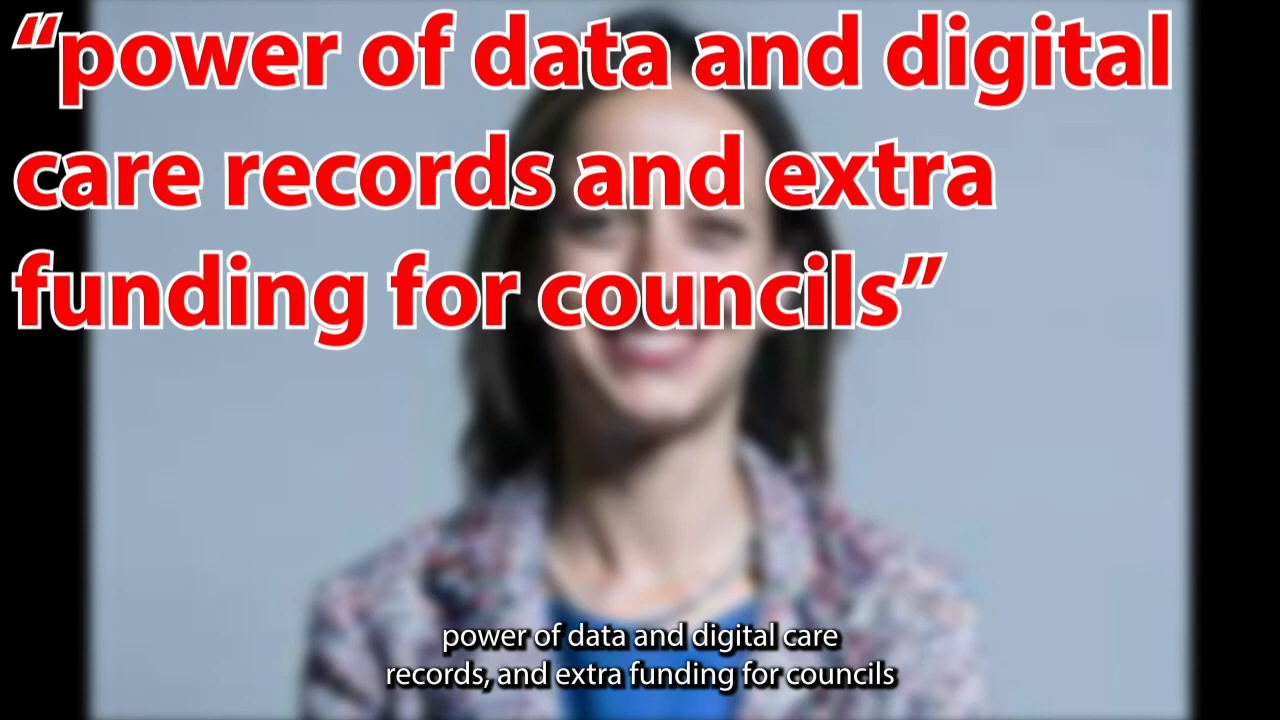 “power of data and digital
care records and extra
funding for councils”
power of data and digital care
records, and extra funding for councils